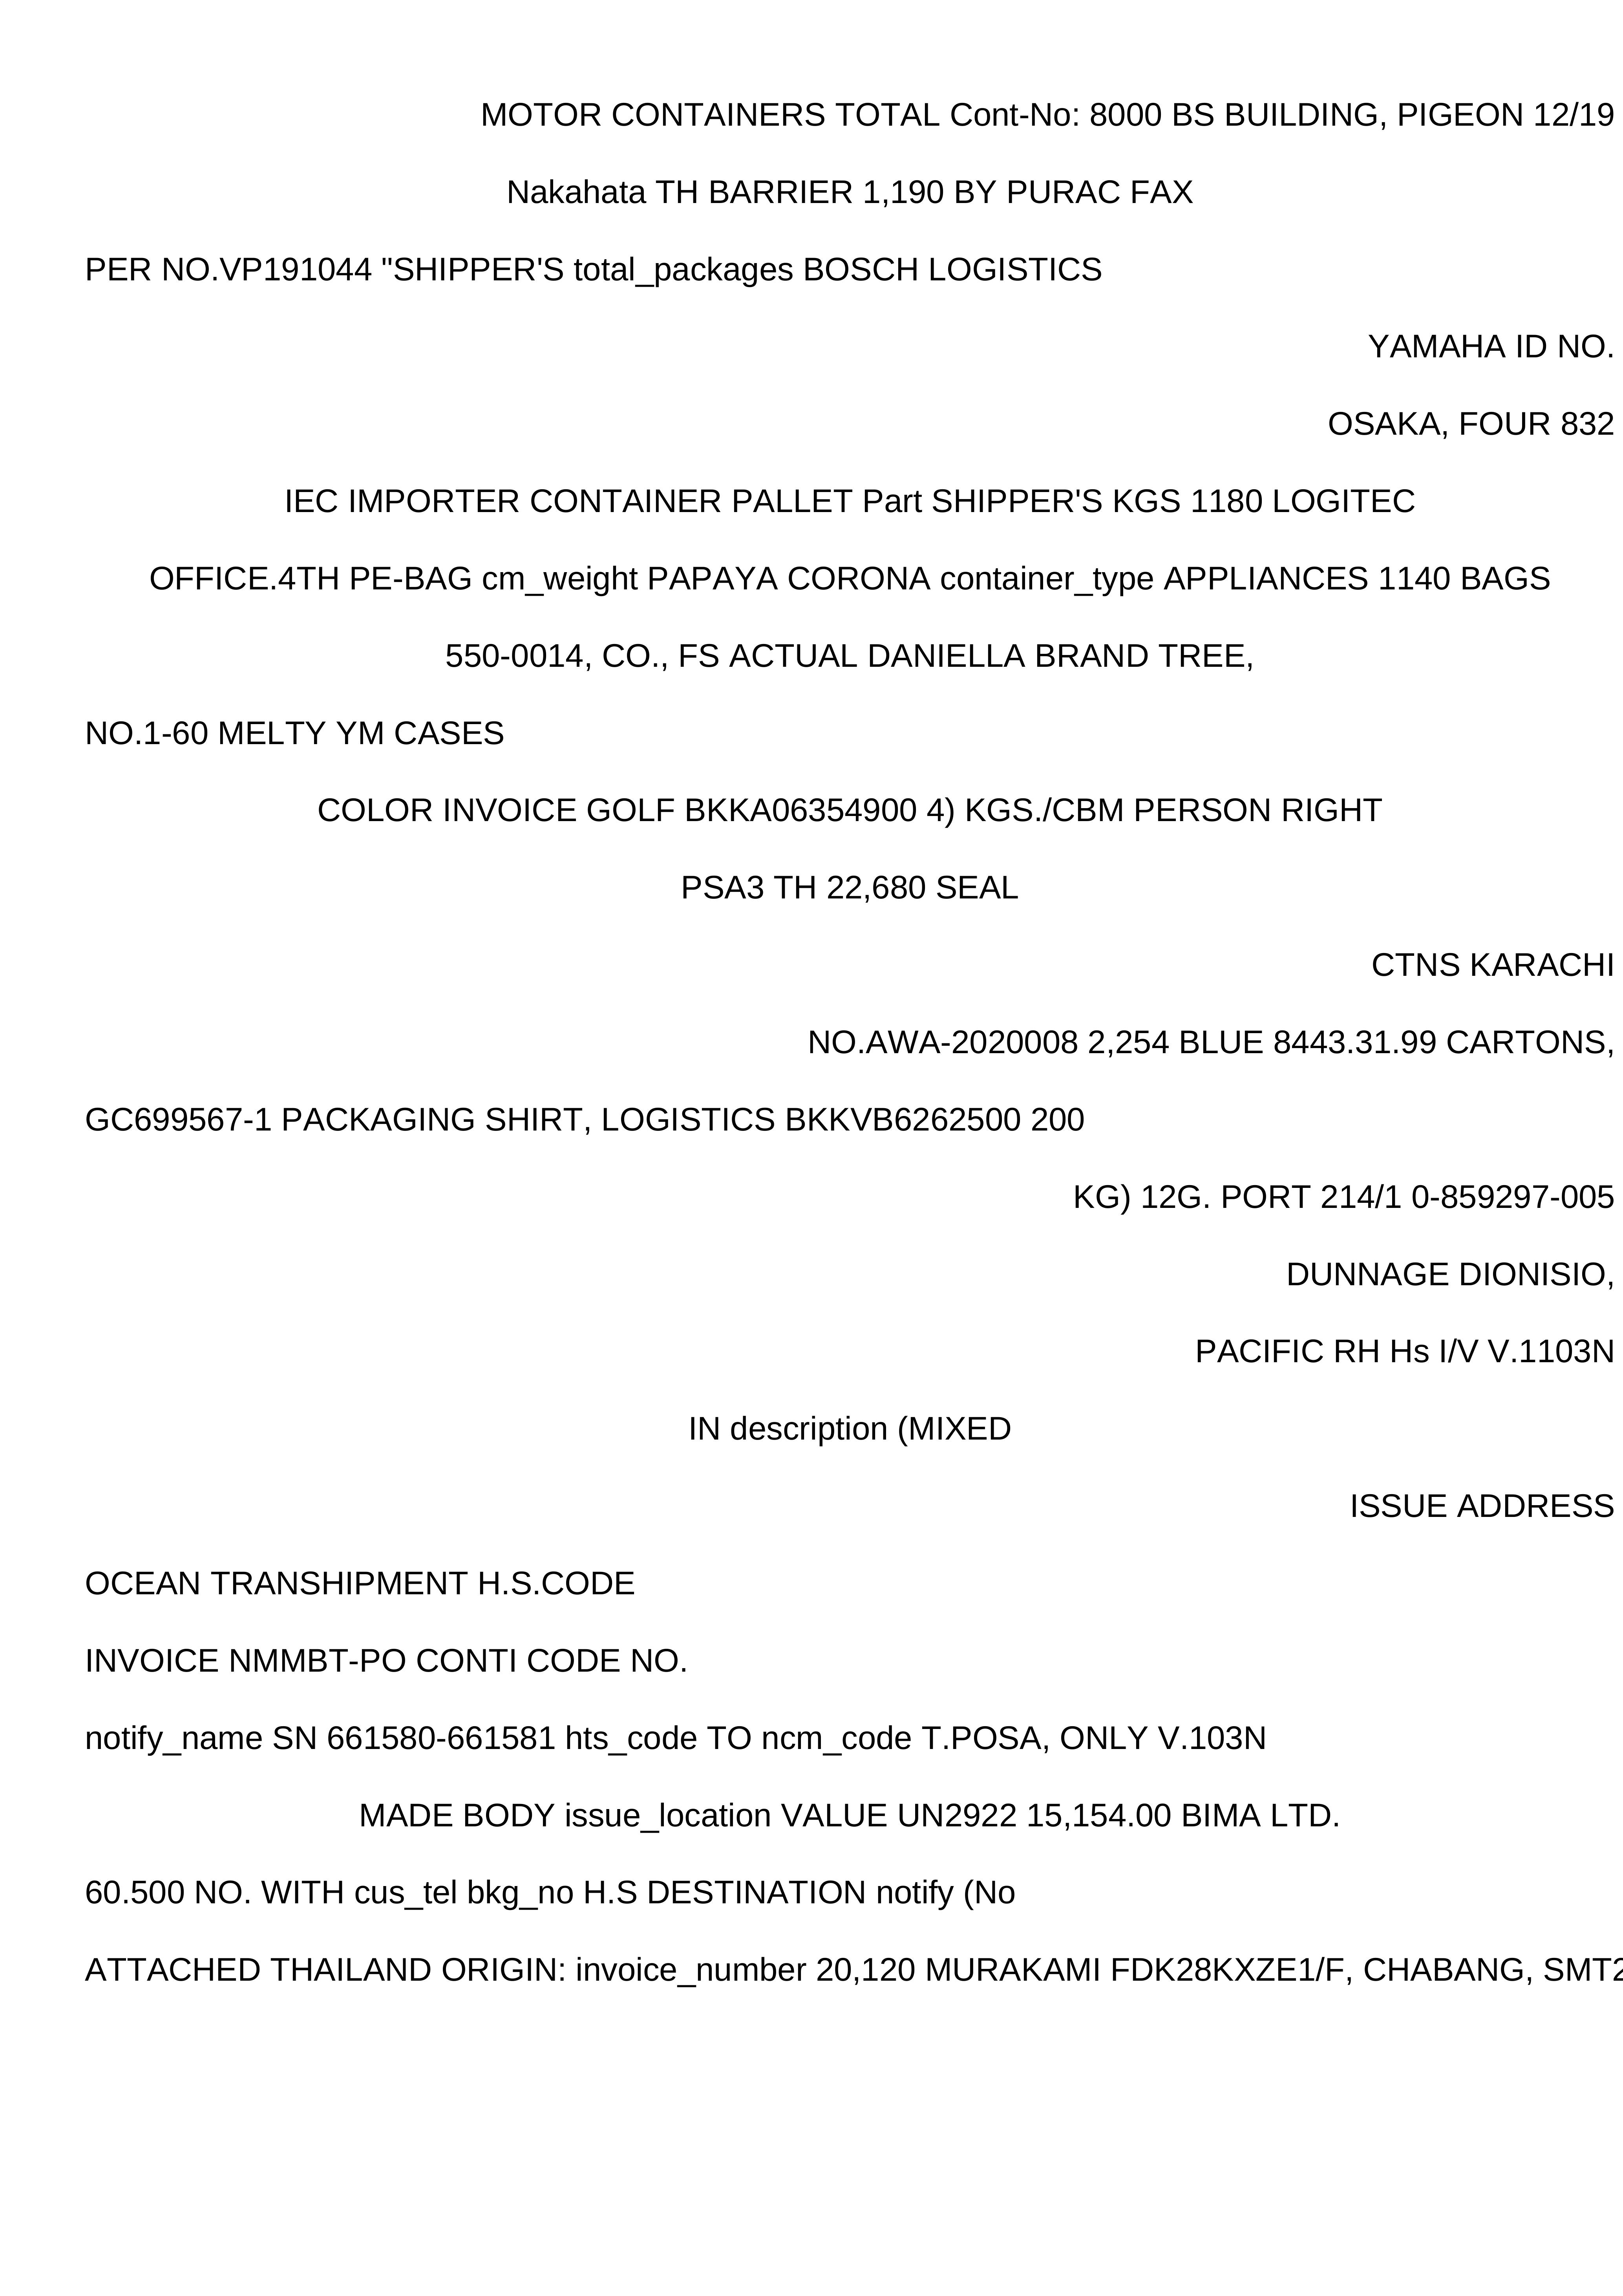 MOTOR CONTAINERS TOTAL Cont-No: 8000 BS BUILDING, PIGEON 12/19
Nakahata TH BARRIER 1,190 BY PURAC FAX
PER NO.VP191044 "SHIPPER'S total_packages BOSCH LOGISTICS
YAMAHA ID NO.
OSAKA, FOUR 832
IEC IMPORTER CONTAINER PALLET Part SHIPPER'S KGS 1180 LOGITEC
OFFICE.4TH PE-BAG cm_weight PAPAYA CORONA container_type APPLIANCES 1140 BAGS
550-0014, CO., FS ACTUAL DANIELLA BRAND TREE,
NO.1-60 MELTY YM CASES
COLOR INVOICE GOLF BKKA06354900 4) KGS./CBM PERSON RIGHT
PSA3 TH 22,680 SEAL
CTNS KARACHI
NO.AWA-2020008 2,254 BLUE 8443.31.99 CARTONS,
GC699567-1 PACKAGING SHIRT, LOGISTICS BKKVB6262500 200
KG) 12G. PORT 214/1 0-859297-005
DUNNAGE DIONISIO,
PACIFIC RH Hs I/V V.1103N
IN description (MIXED
ISSUE ADDRESS
OCEAN TRANSHIPMENT H.S.CODE
INVOICE NMMBT-PO CONTI CODE NO.
notify_name SN 661580-661581 hts_code TO ncm_code T.POSA, ONLY V.103N
MADE BODY issue_location VALUE UN2922 15,154.00 BIMA LTD.
60.500 NO. WITH cus_tel bkg_no H.S DESTINATION notify (No
ATTACHED THAILAND ORIGIN: invoice_number 20,120 MURAKAMI FDK28KXZE1/F, CHABANG,